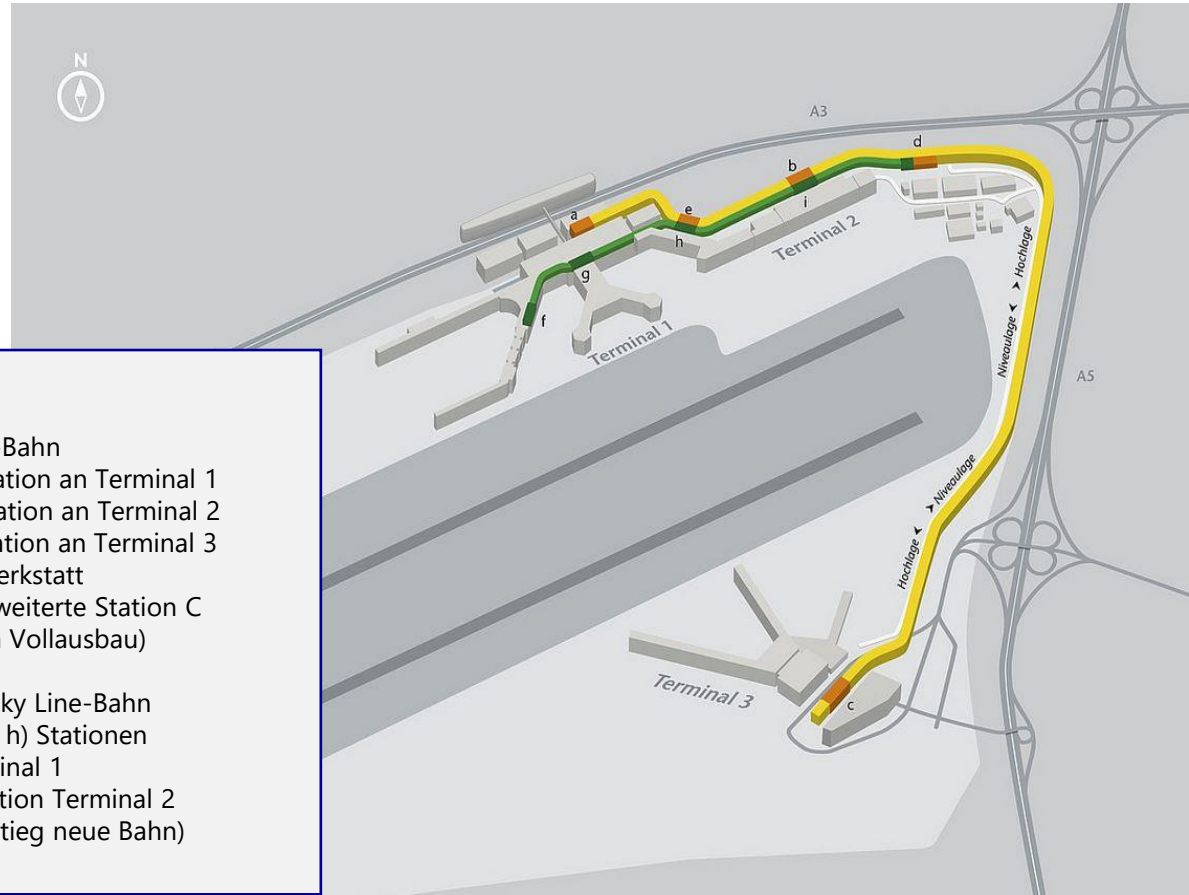 N
A3
d
b
a
e
i
h
Terminal 2
g
f
Terminal 1
Hochlage
Niveaulage
A5
Niveaulage
Hochlage
Terminal 3
c
Bahn
ation an Terminal 1
ation an Terminal 2
ation an Terminal 3
erkstatt
weiterte Station C
Vollausbau)
ky Line-Bahn
h) Stationen
inal 1
tion Terminal 2
tieg neue Bahn)